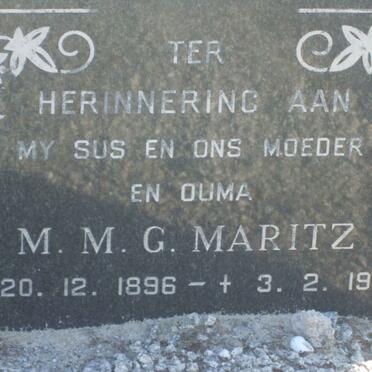 TER
HERINNERING AAN
MY SUS EN ONS MOEDER
EN OUMA
M. M. G. MARITZ
20. 12. 1896 – † 3. 2. 19